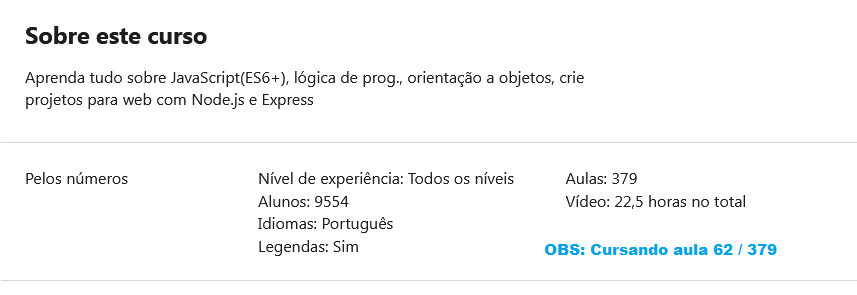 Sobre este curso
Aprenda tudo sobre JavaScript(ES6+), lógica de prog., orientação a objetos, crie
projetos para web com Node.js e Express
Pelos números
Nível de experiência: Todos os níveis
Alunos: 9554
Idiomas: Português
Legendas: Sim
Aulas: 379
Vídeo: 22,5 horas no total
OBS: Cursando aula 62 / 379